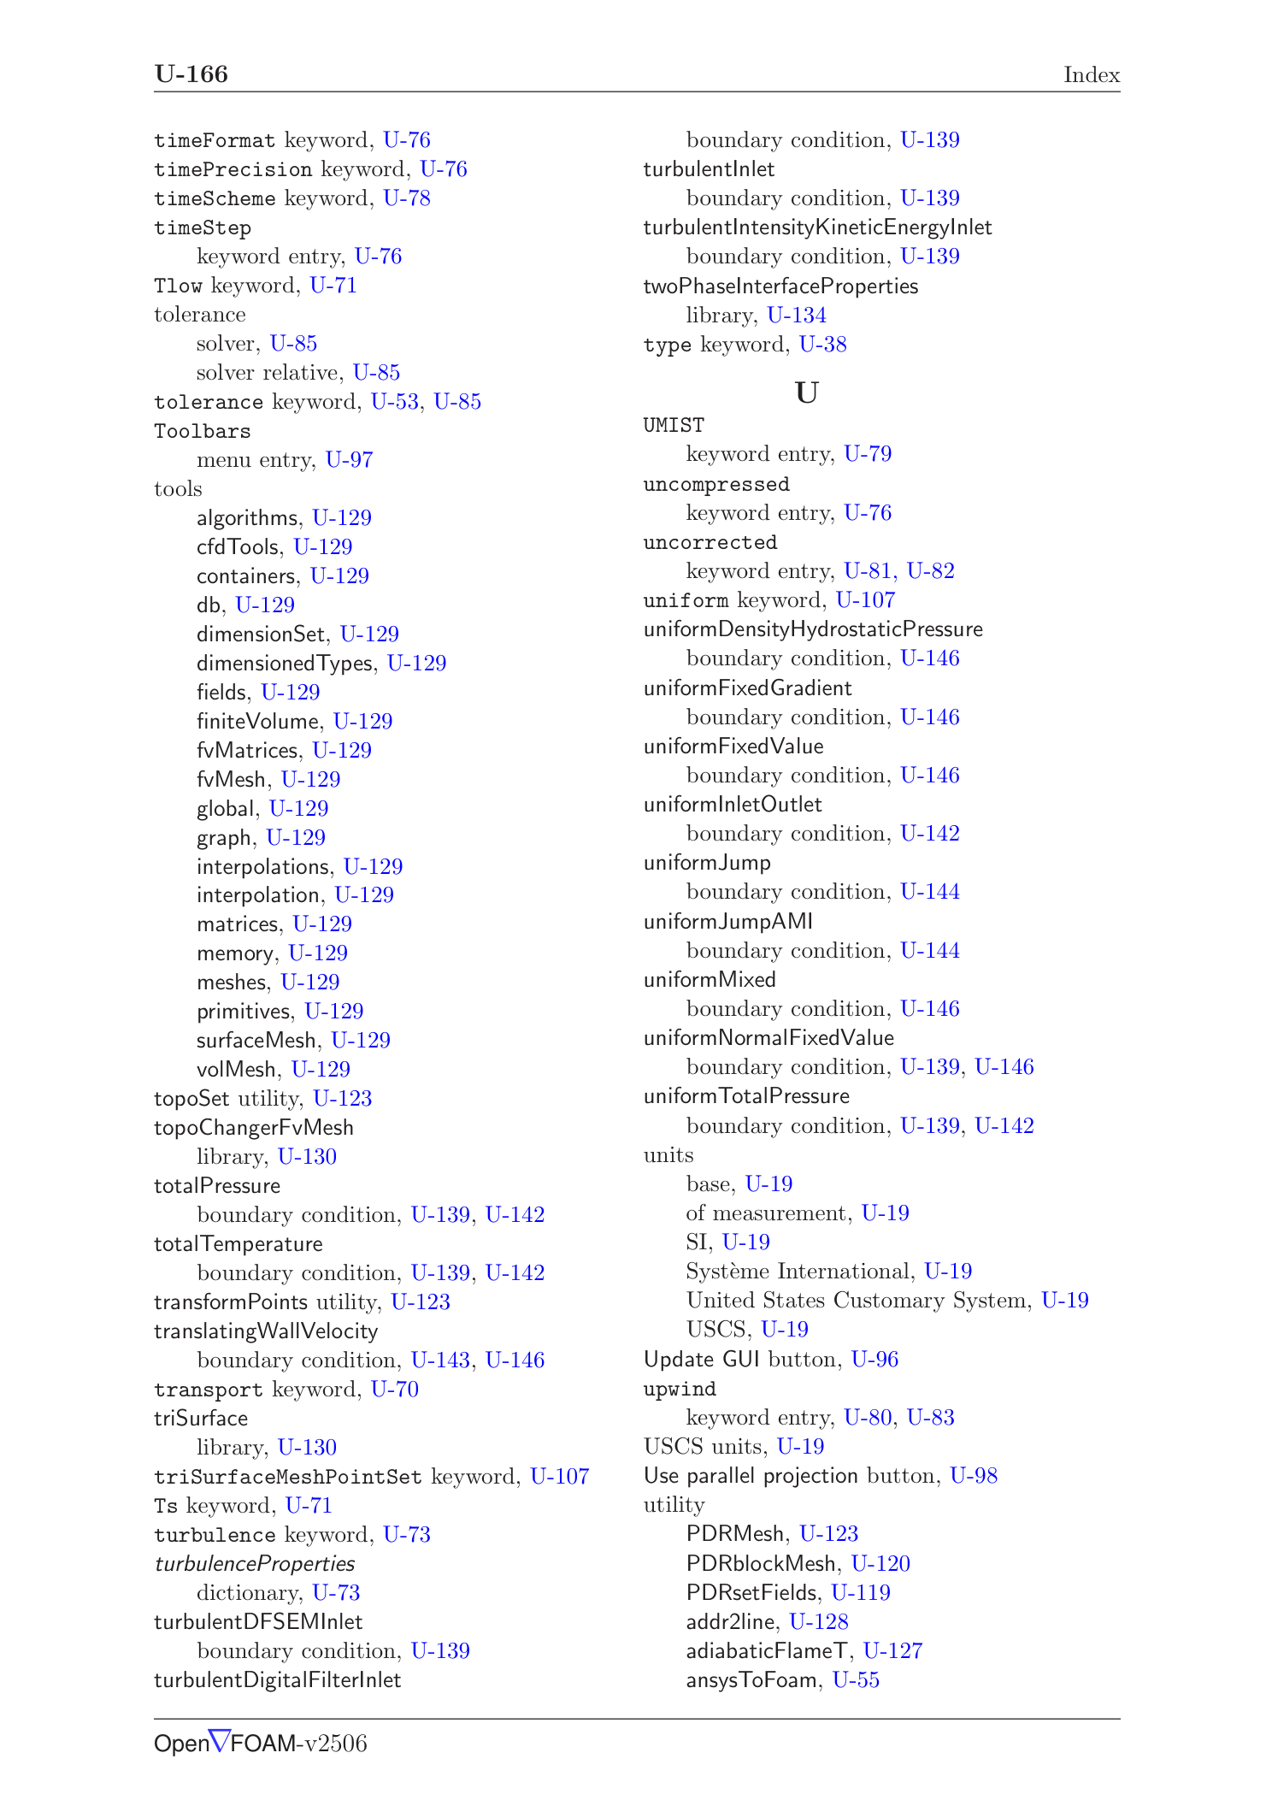 U-166
Index
timeFormat keyword, U-76
timePrecision keyword, U-76
timeScheme keyword, U-78
timeStep
keyword entry, U-76
Tlow keyword, U-71
tolerance
solver, U-85
solver relative, U-85
tolerance keyword, U-53, U-85
Toolbars
menu entry, U-97
tools
algorithms, U-129
cfdTools, U-129
containers, U-129
db, U-129
dimensionSet, U-129
dimensionedTypes, U-129
fields, U-129
finiteVolume, U-129
fvMatrices, U-129
fvMesh, U-129
global, U-129
graph, U-129
interpolations, U-129
interpolation, U-129
matrices, U-129
memory, U-129
meshes, U-129
primitives, U-129
surfaceMesh, U-129
volMesh, U-129
topoSet utility, U-123
topoChangerFvMesh
library, U-130
totalPressure
boundary condition, U-139, U-142
totalTemperature
boundary condition, U-139, U-142
transformPoints utility, U-123
translatingWallVelocity
boundary condition, U-143, U-146
transport keyword, U-70
triSurface
library, U-130
triSurfaceMeshPointSet keyword, U-107
Ts keyword, U-71
turbulence keyword, U-73
turbulenceProperties
dictionary, U-73
turbulentDFSEMInlet
boundary condition, U-139
turbulentDigitalFilterInlet
boundary condition, U-139
turbulentInlet
boundary condition, U-139
turbulentIntensityKineticEnergyInlet
boundary condition, U-139
twoPhaseInterfaceProperties
library, U-134
type keyword, U-38
U
UMIST
keyword entry, U-79
uncompressed
keyword entry, U-76
uncorrected
keyword entry, U-81, U-82
uniform keyword, U-107
uniformDensityHydrostaticPressure
boundary condition, U-146
uniformFixedGradient
boundary condition, U-146
uniformFixedValue
boundary condition, U-146
uniformInletOutlet
boundary condition, U-142
uniformJump
boundary condition, U-144
uniformJumpAMI
boundary condition, U-144
uniformMixed
boundary condition, U-146
uniformNormalFixedValue
boundary condition, U-139, U-146
uniformTotalPressure
boundary condition, U-139, U-142
units
base, U-19
of measurement, U-19
SI, U-19
Système International, U-19
United States Customary System, U-19
USCS, U-19
Update GUI button, U-96
upwind
keyword entry, U-80, U-83
USCS units, U-19
Use parallel projection button, U-98
utility
PDRMesh, U-123
PDRblockMesh, U-120
PDRsetFields, U-119
addr2line, U-128
adiabaticFlameT, U-127
ansysToFoam, U-55
Open▽FOAM-v2506